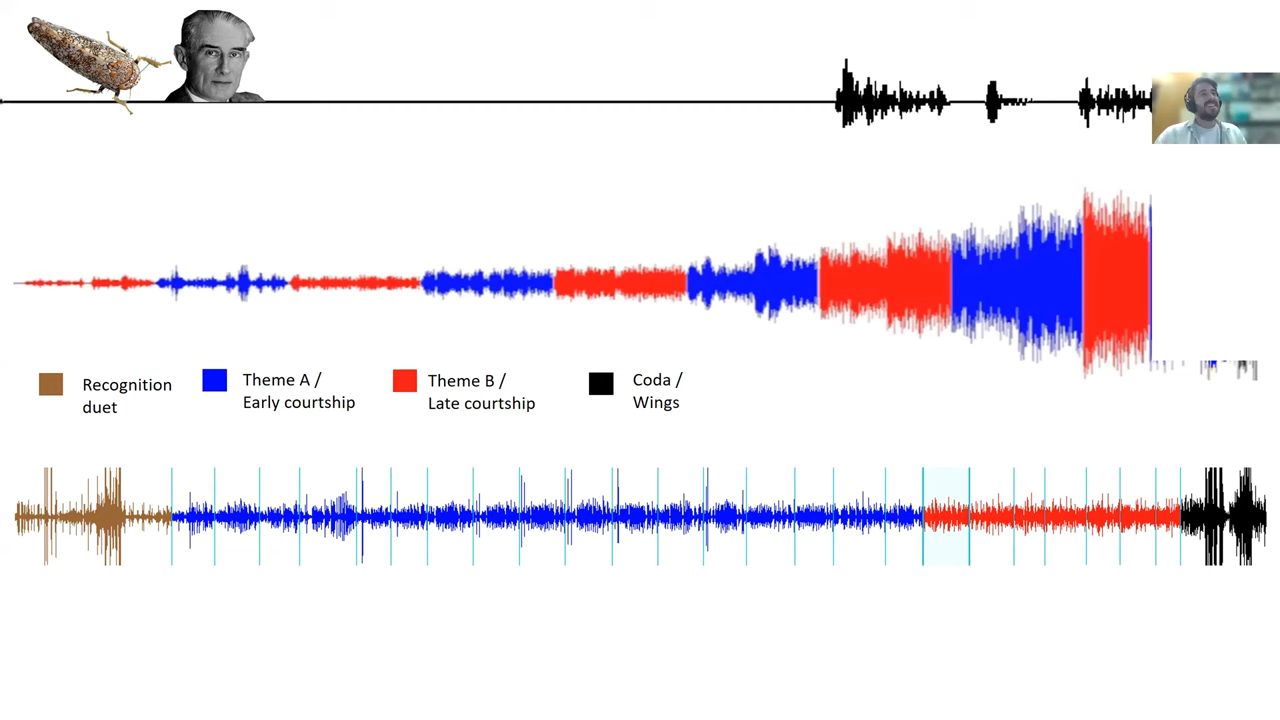 Recognition
duet
Theme A /
Early courtship
Theme B /
Late courtship
Coda /
Wings